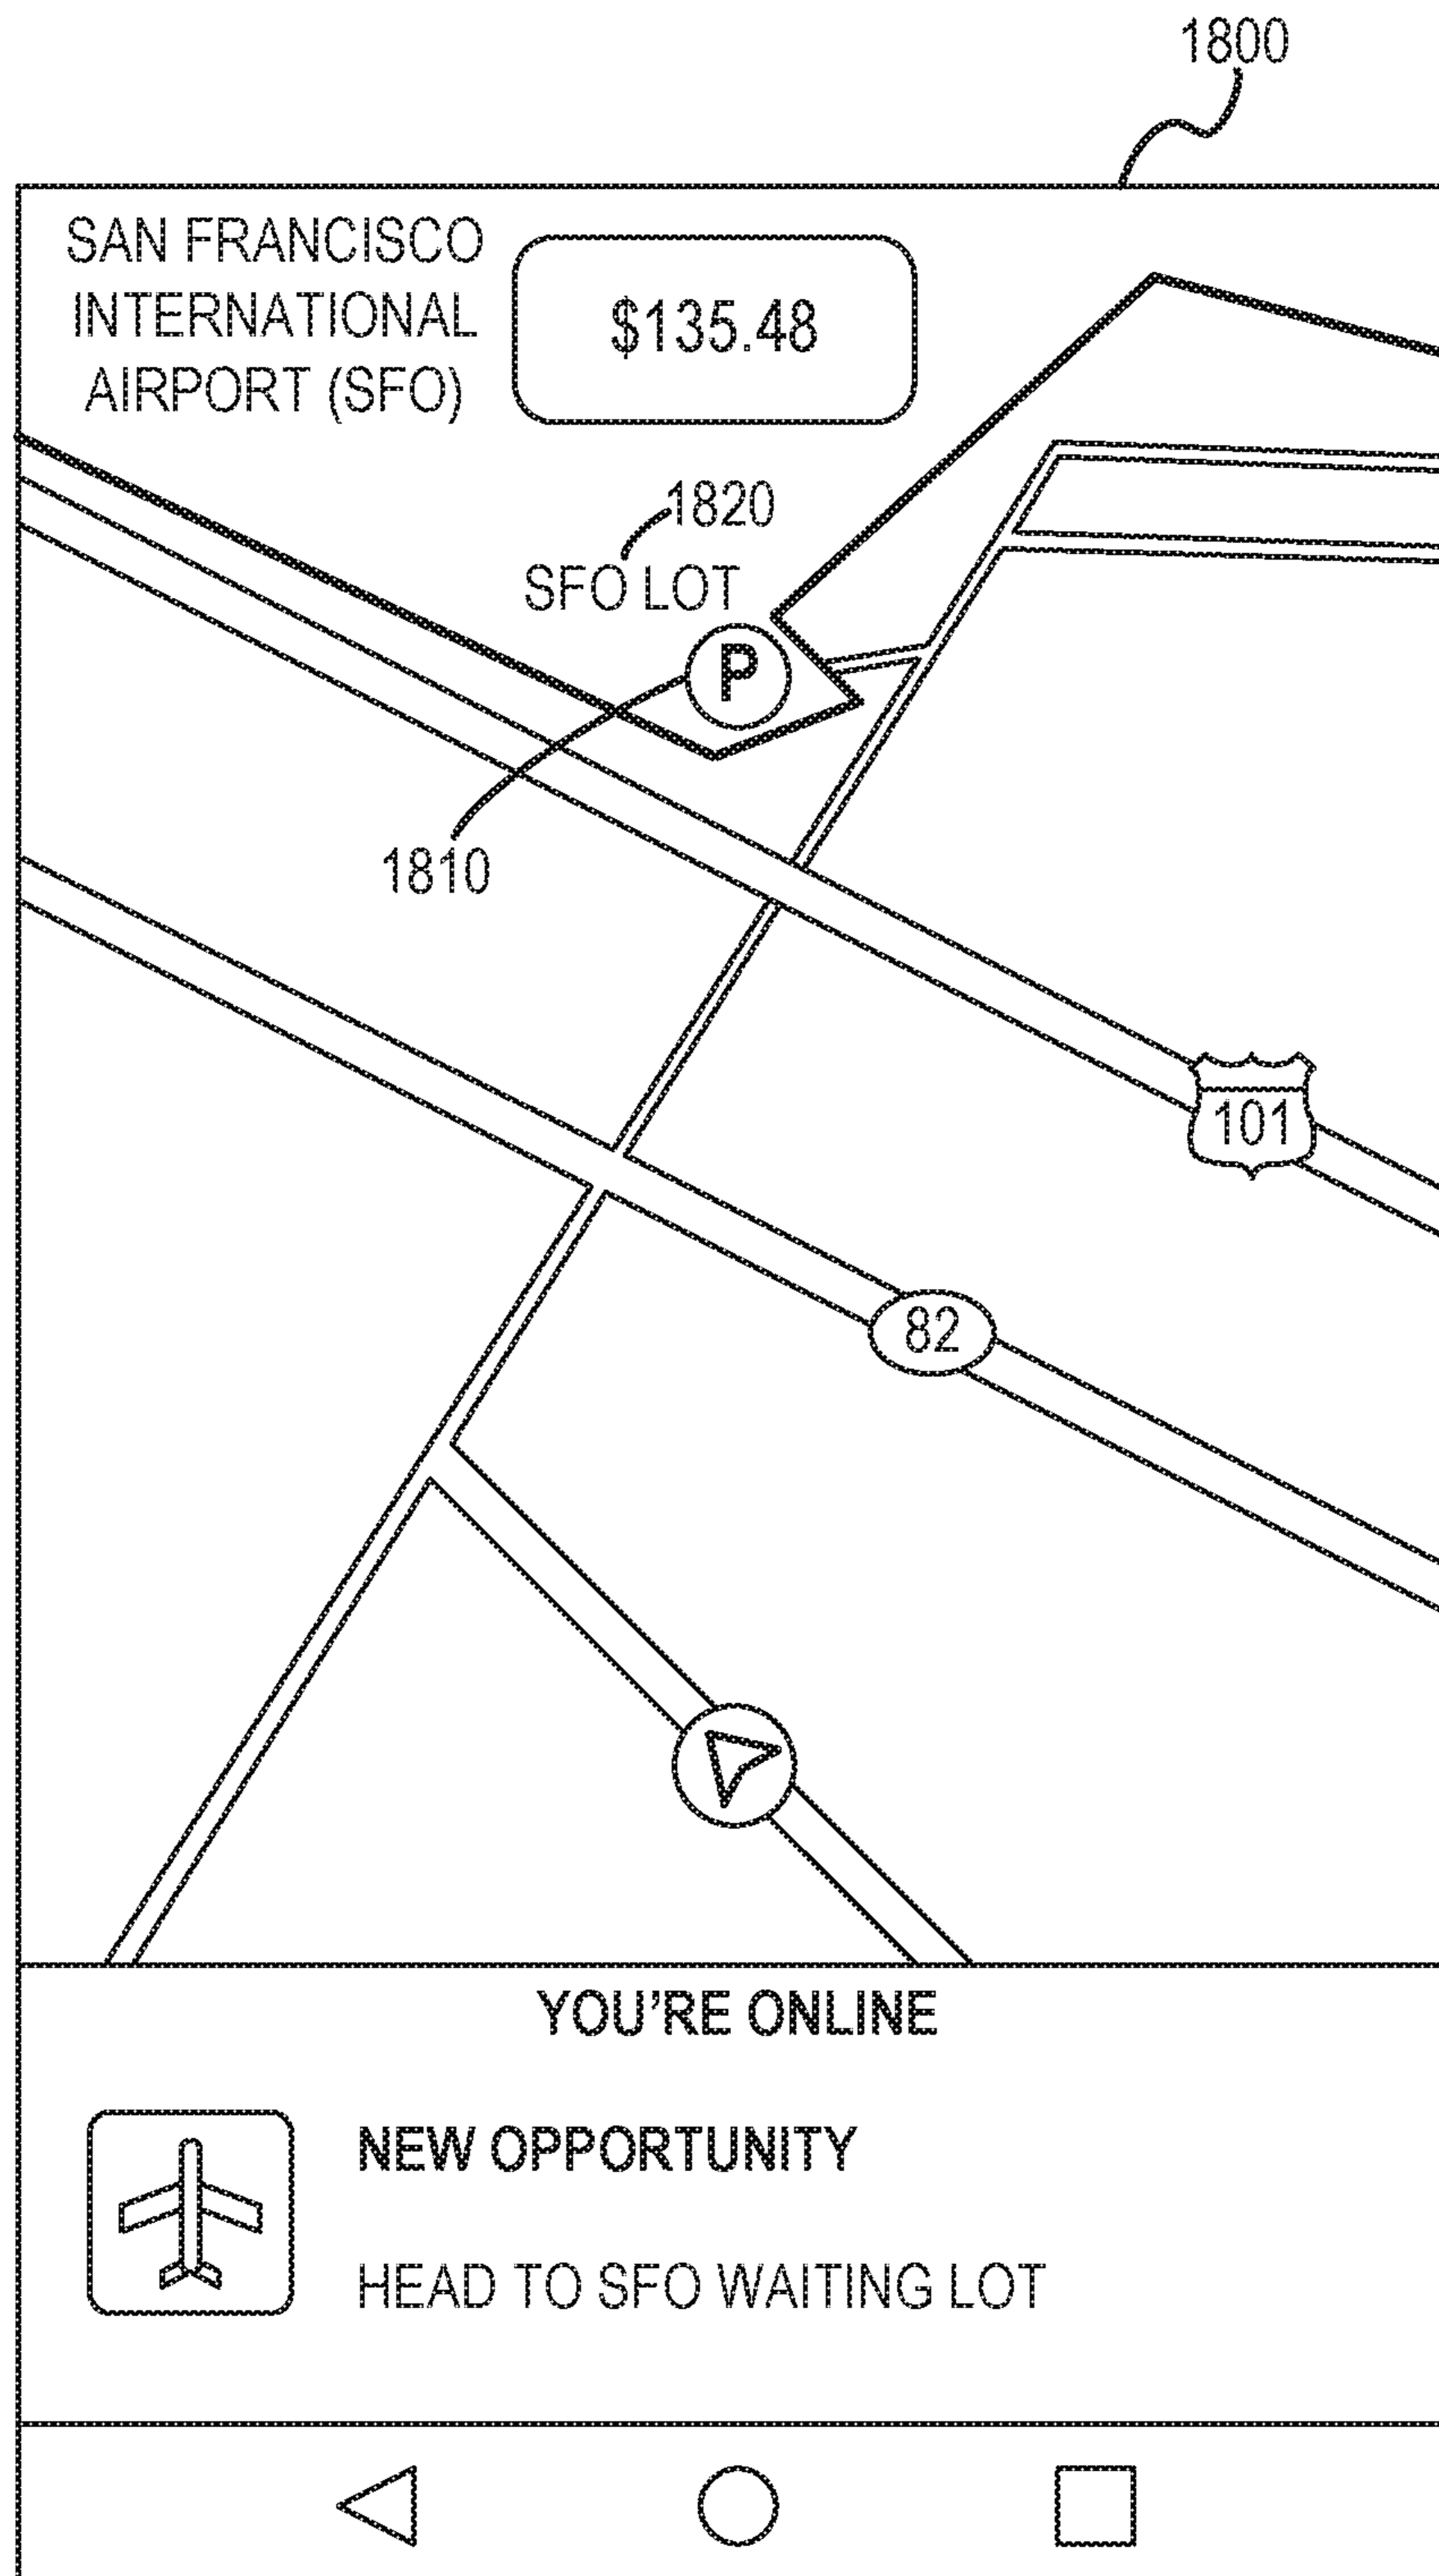 1800
SAN FRANCISCO
INTERNATIONAL
AIRPORT (SFO)
$135.48
1820
SFO LOT
P
1810
101
82
YOU'RE ONLINE
NEW OPPORTUNITY
HEAD TO SFO WAITING LOT